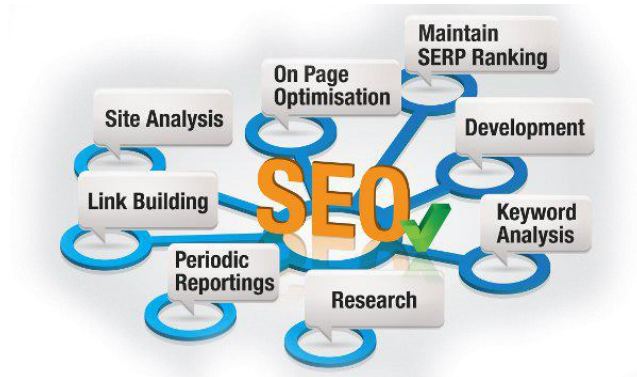 Maintain
SERP Ranking
On Page
Optimisation
Site Analysis
Development
Link Building
SEO
Keyword
Analysis
Periodic
Reportings
Research